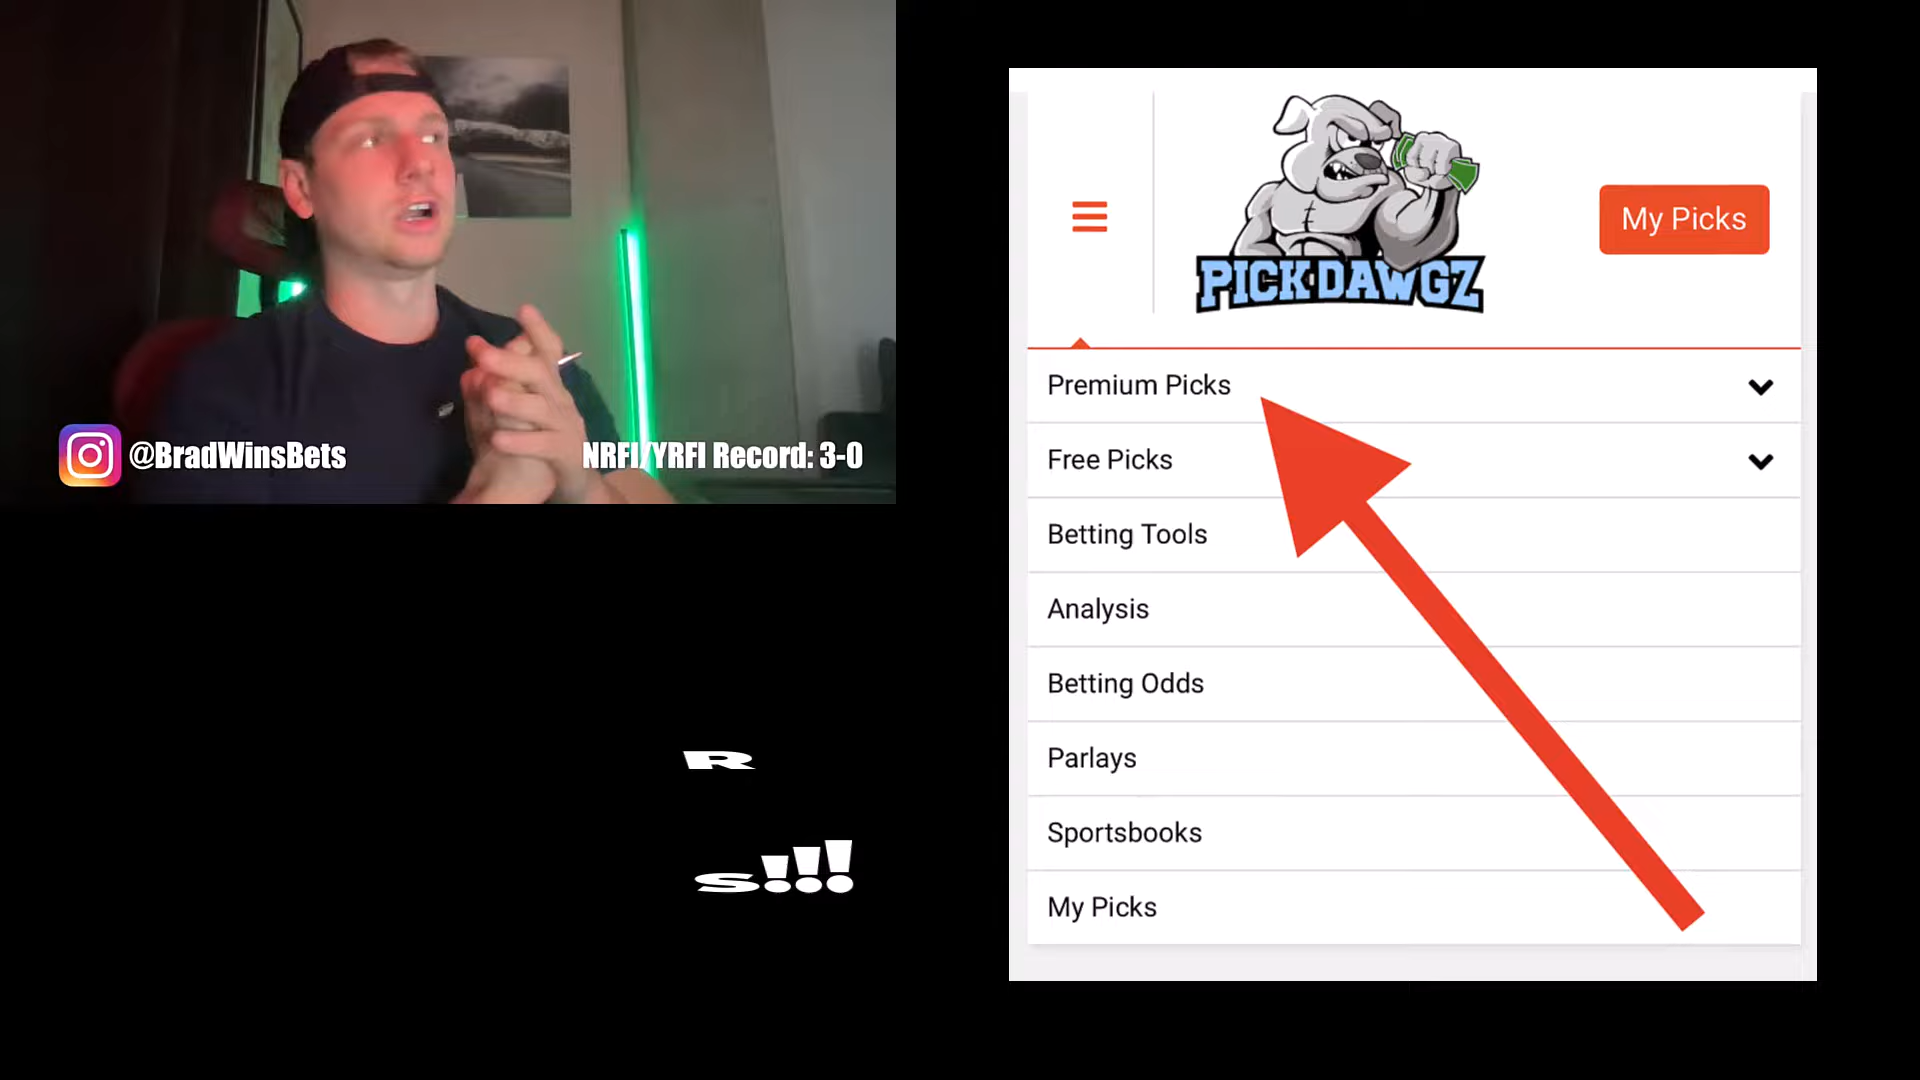 @BradWinsBets
NRFI/YRFI Record: 3-0
R
S!!!
PICKDAWGZ
My Picks
Premium Picks
Free Picks
Betting Tools
Analysis
Betting Odds
Parlays
Sportsbooks
My Picks